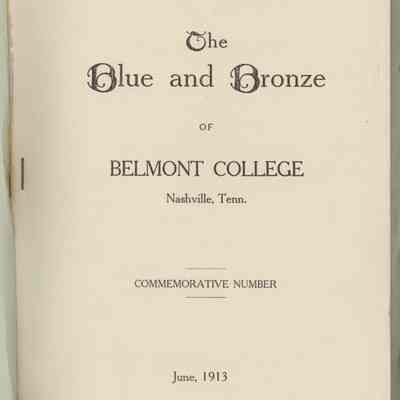 The
Blue and Bronze
OF
BELMONT COLLEGE
Nashville, Tenn.
COMMEMORATIVE NUMBER
June, 1913